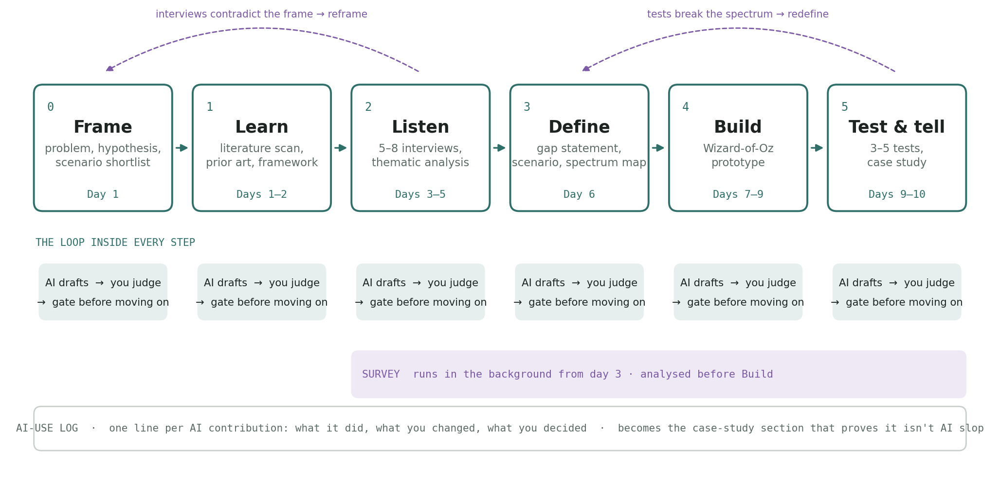 interviews contradict the frame → reframe
tests break the spectrum → redefine
0
Frame
problem, hypothesis,
scenario shortlist
Day 1
1
Learn
literature scan,
prior art, framework
Days 1–2
2
Listen
5–8 interviews,
thematic analysis
Days 3–5
3
Define
gap statement,
scenario, spectrum map
Day 6
4
Build
Wizard-of-Oz
prototype
Days 7–9
5
Test & tell
3–5 tests,
case study
Days 9–10
THE LOOP INSIDE EVERY STEP
AI drafts → you judge
→ gate before moving on
AI drafts → you judge
→ gate before moving on
AI drafts → you judge
→ gate before moving on
AI drafts → you judge
→ gate before moving on
AI drafts → you judge
→ gate before moving on
AI drafts → you judge
→ gate before moving on
SURVEY runs in the background from day 3 · analysed before Build
AI-USE LOG · one line per AI contribution: what it did, what you changed, what you decided · becomes the case-study section that proves it isn't AI slop